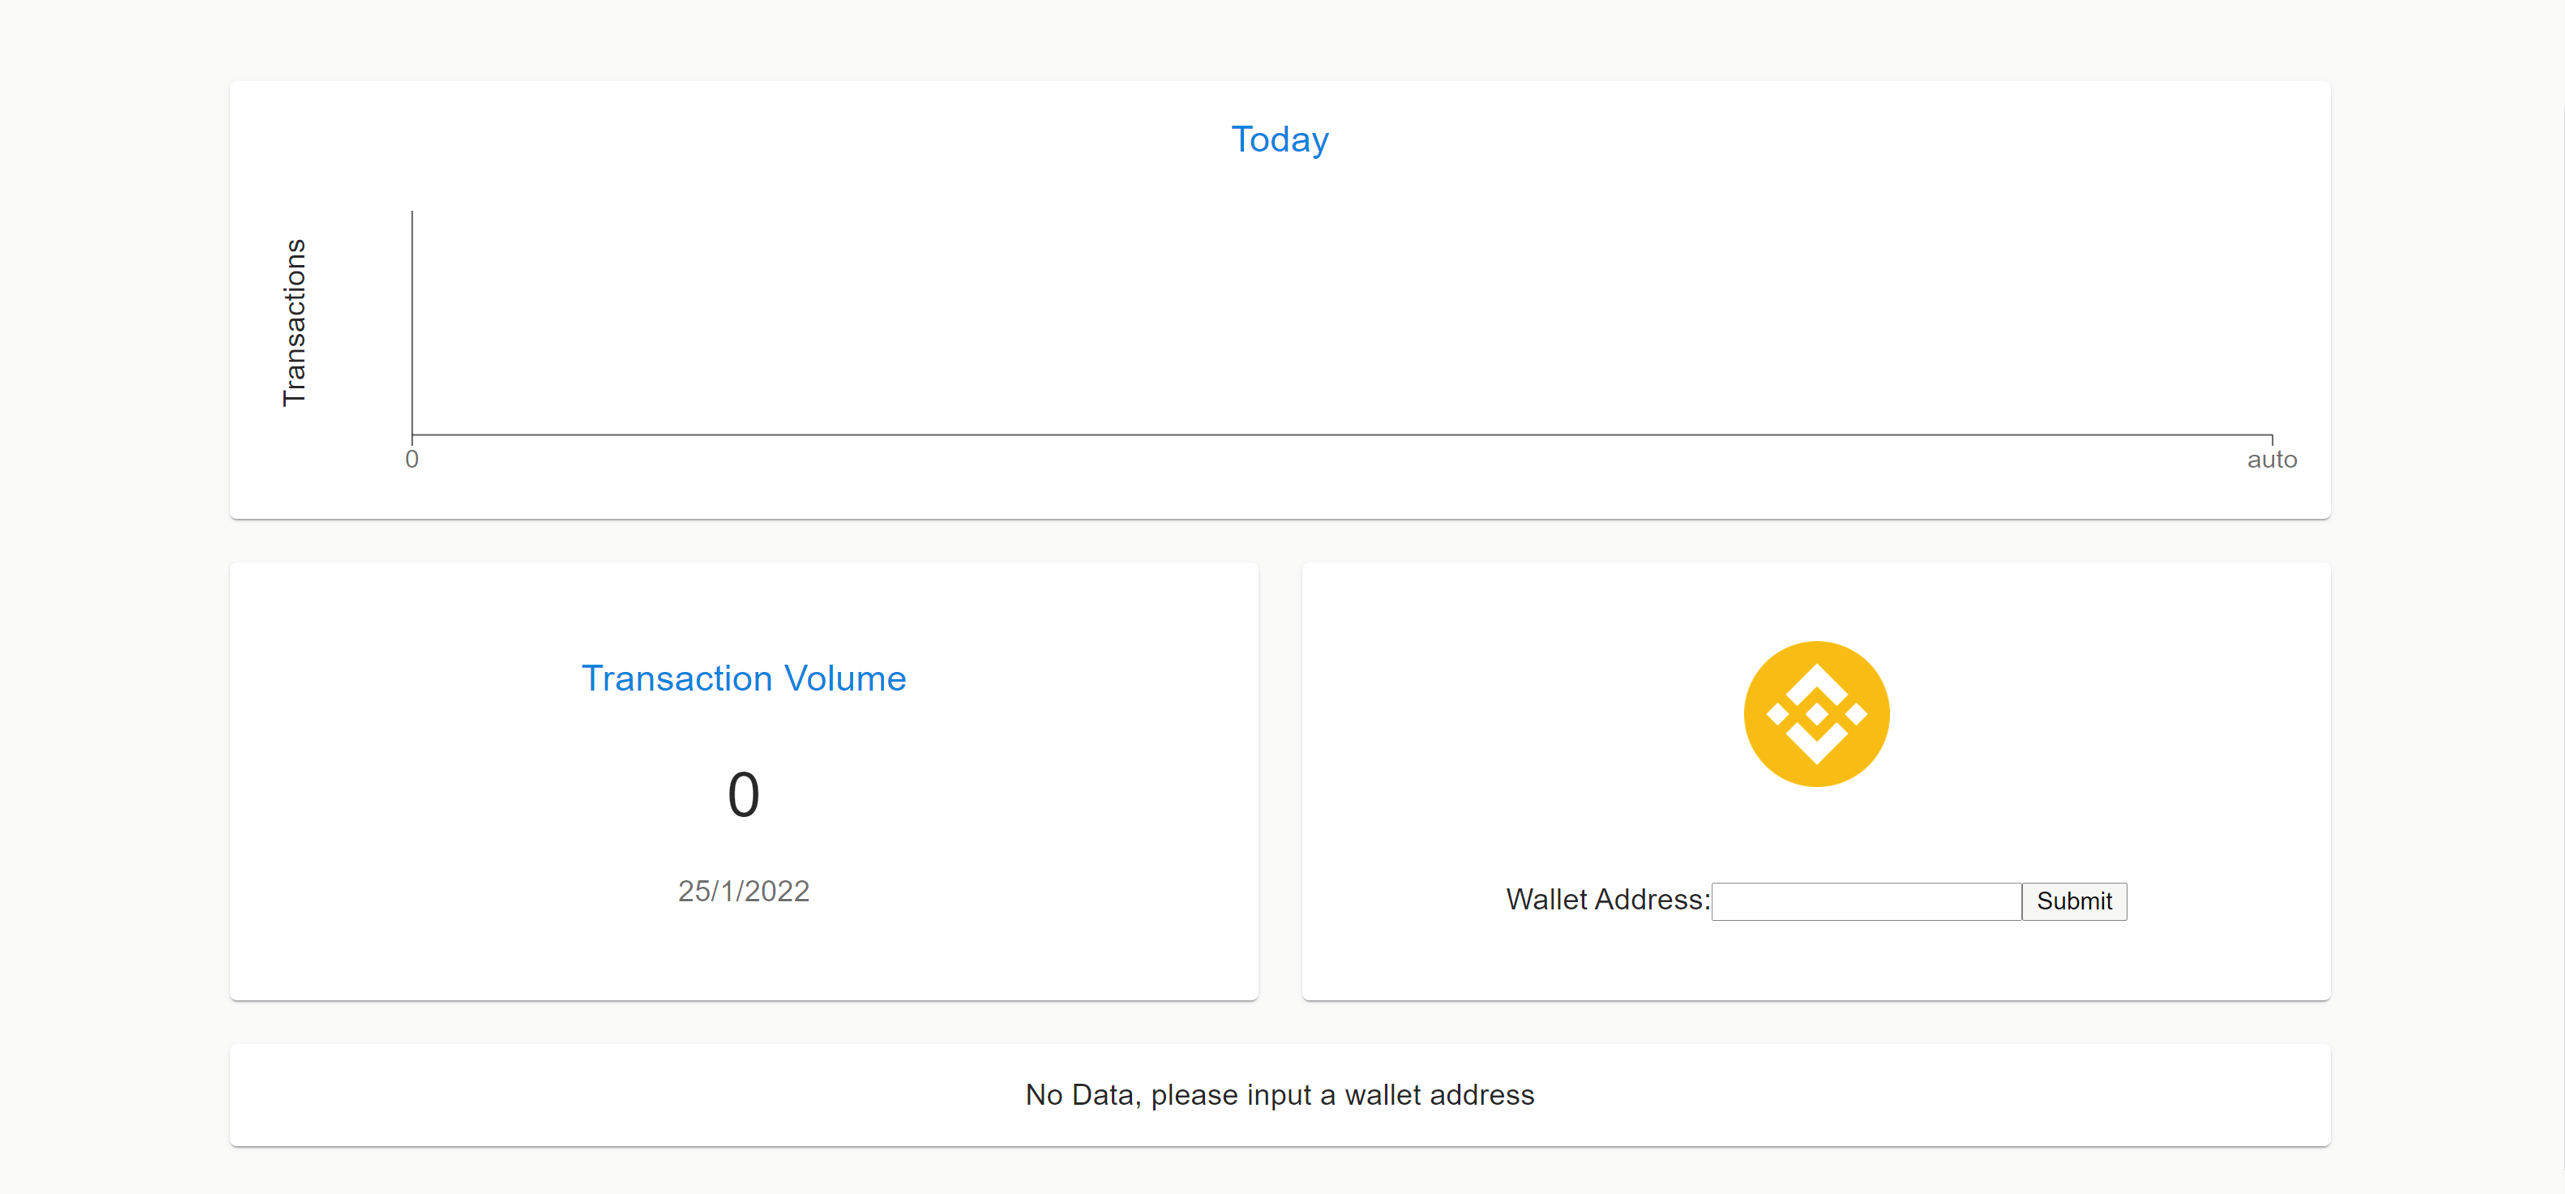 Today
Transactions
0
auto
Transaction Volume
0
25/1/2022
Wallet Address:
Submit
No Data, please input a wallet address